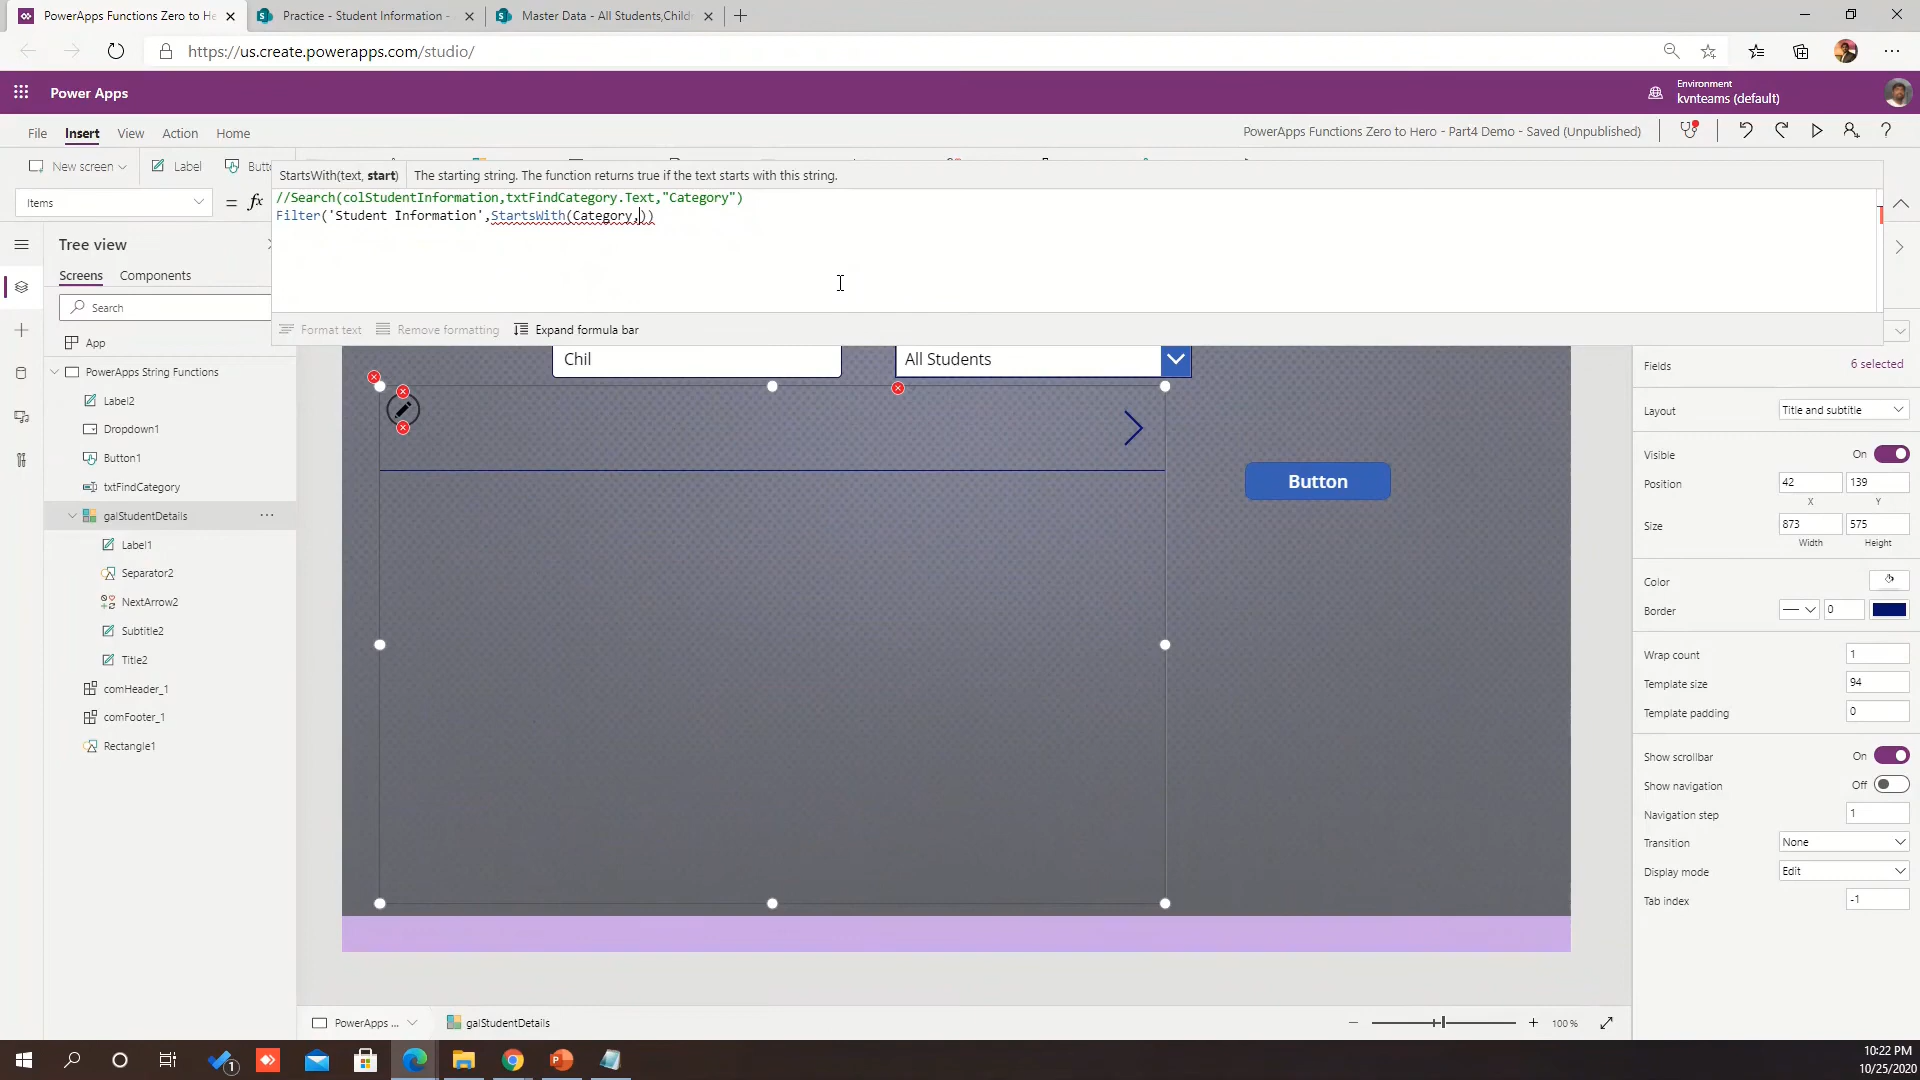 PowerApps Functions Zero to He
Practice - Student Information -
Master Data - All Students,Child
https://us.create.powerapps.com/studio/
Power Apps
Environment
kvnteams (default)
File
Insert
View
Action
Home
PowerApps Functions Zero to Hero - Part4 Demo - Saved (Unpublished)
New screen
Label
StartsWith(text, start)
The starting string. The function returns true if the text starts with this string.
Items
= fx
//Search(colStudentInformation,txtFindCategory.Text,"Category")
Filter('Student Information',StartsWith(Category,))
Format text
Remove formatting
Expand formula bar
Tree view
Screens
Components
Search
App
PowerApps String Functions
Label2
Dropdown1
Button1
txtFindCategory
galStudentDetails
Label1
Separator2
NextArrow2
Subtitle2
Title2
comHeader_1
comFooter_1
Rectangle1
Chil
All Students
Button
Fields
6 selected
Layout
Title and subtitle
Visible
On
Position
42
139
X
Y
Size
873
575
Width
Height
Color
Border
0
Wrap count
1
Template size
94
Template padding
0
Show scrollbar
On
Show navigation
Off
Navigation step
1
Transition
None
Display mode
Edit
Tab index
-1
PowerApps ...
galStudentDetails
100 %
1
10:22 PM
10/25/2020